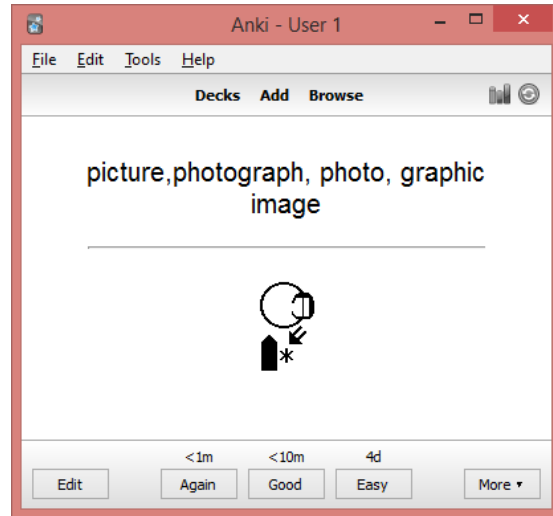 Anki - User 1
File Edit Tools Help
Decks Add Browse
picture,photograph, photo, graphic
image
<1m <10m 4d
Edit Again Good Easy More ▾